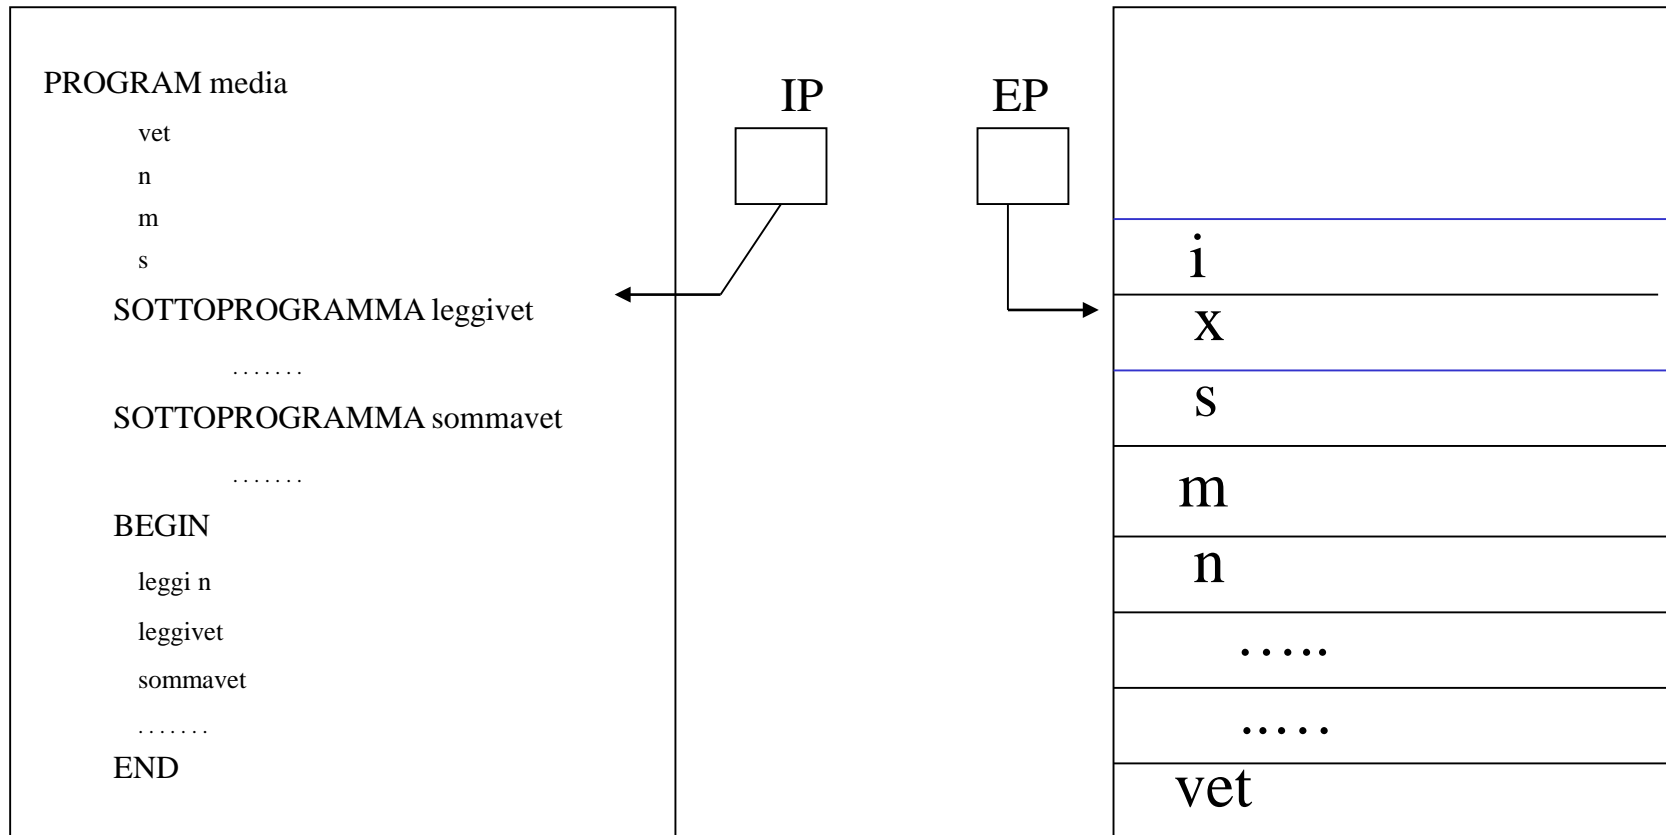 PROGRAM media
vet
n
m
s
SOTTOPROGRAMMA leggivet
. . . . . . .
SOTTOPROGRAMMA sommavet
. . . . . . .
BEGIN
leggi n
leggivet
sommavet
. . . . . . .
END
IP
EP
i
x
s
m
n
.....
.....
vet